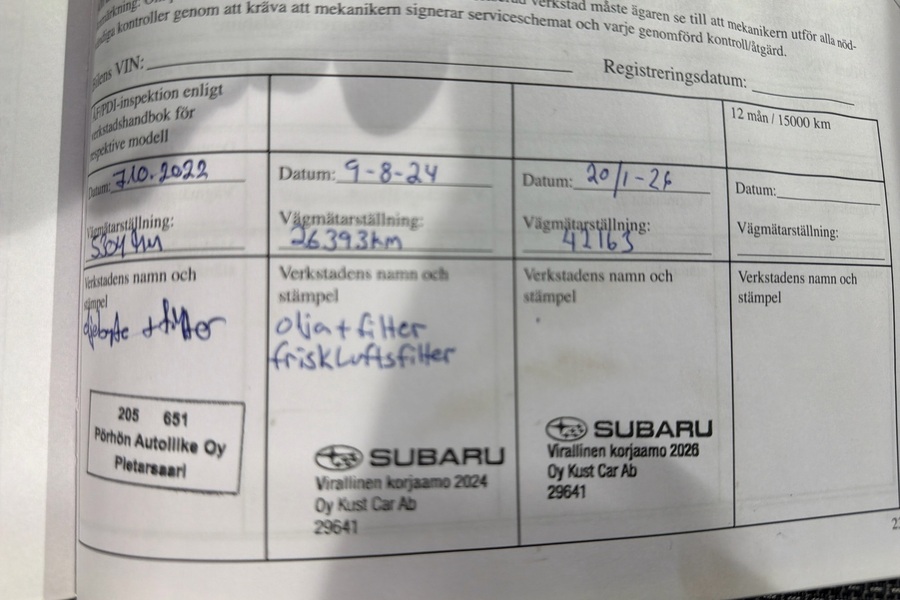 verkstad måste ägaren se till att mekanikern utför alla nöd-
kontroller genom att kräva att mekanikern signerar serviceschemat och varje genomförd kontroll/åtgärd.
VIN:
Registreringsdatum:
PDI-inspektion enligt
verkstadshandbok för
respektive modell
12 mån / 15000 km
Datum: 7.10.2022
Datum: 9-8-24
Datum: 20/1-26
Datum:
Vägmätarställning:
Vägmätarställning:
26.393km
Vägmätarställning:
42163
Vägmätarställning:
Verkstadens namn och
stämpel
+ filter
205 651
Pörhön Autoliike Oy
Pietarsaari
Verkstadens namn och
stämpel
olja + filter
friskluftsfilter
SUBARU
Virallinen korjaamo 2024
Oy Kust Car Ab
29641
Verkstadens namn och
stämpel
SUBARU
Virallinen korjaamo 2026
Oy Kust Car Ab
29641
Verkstadens namn och
stämpel